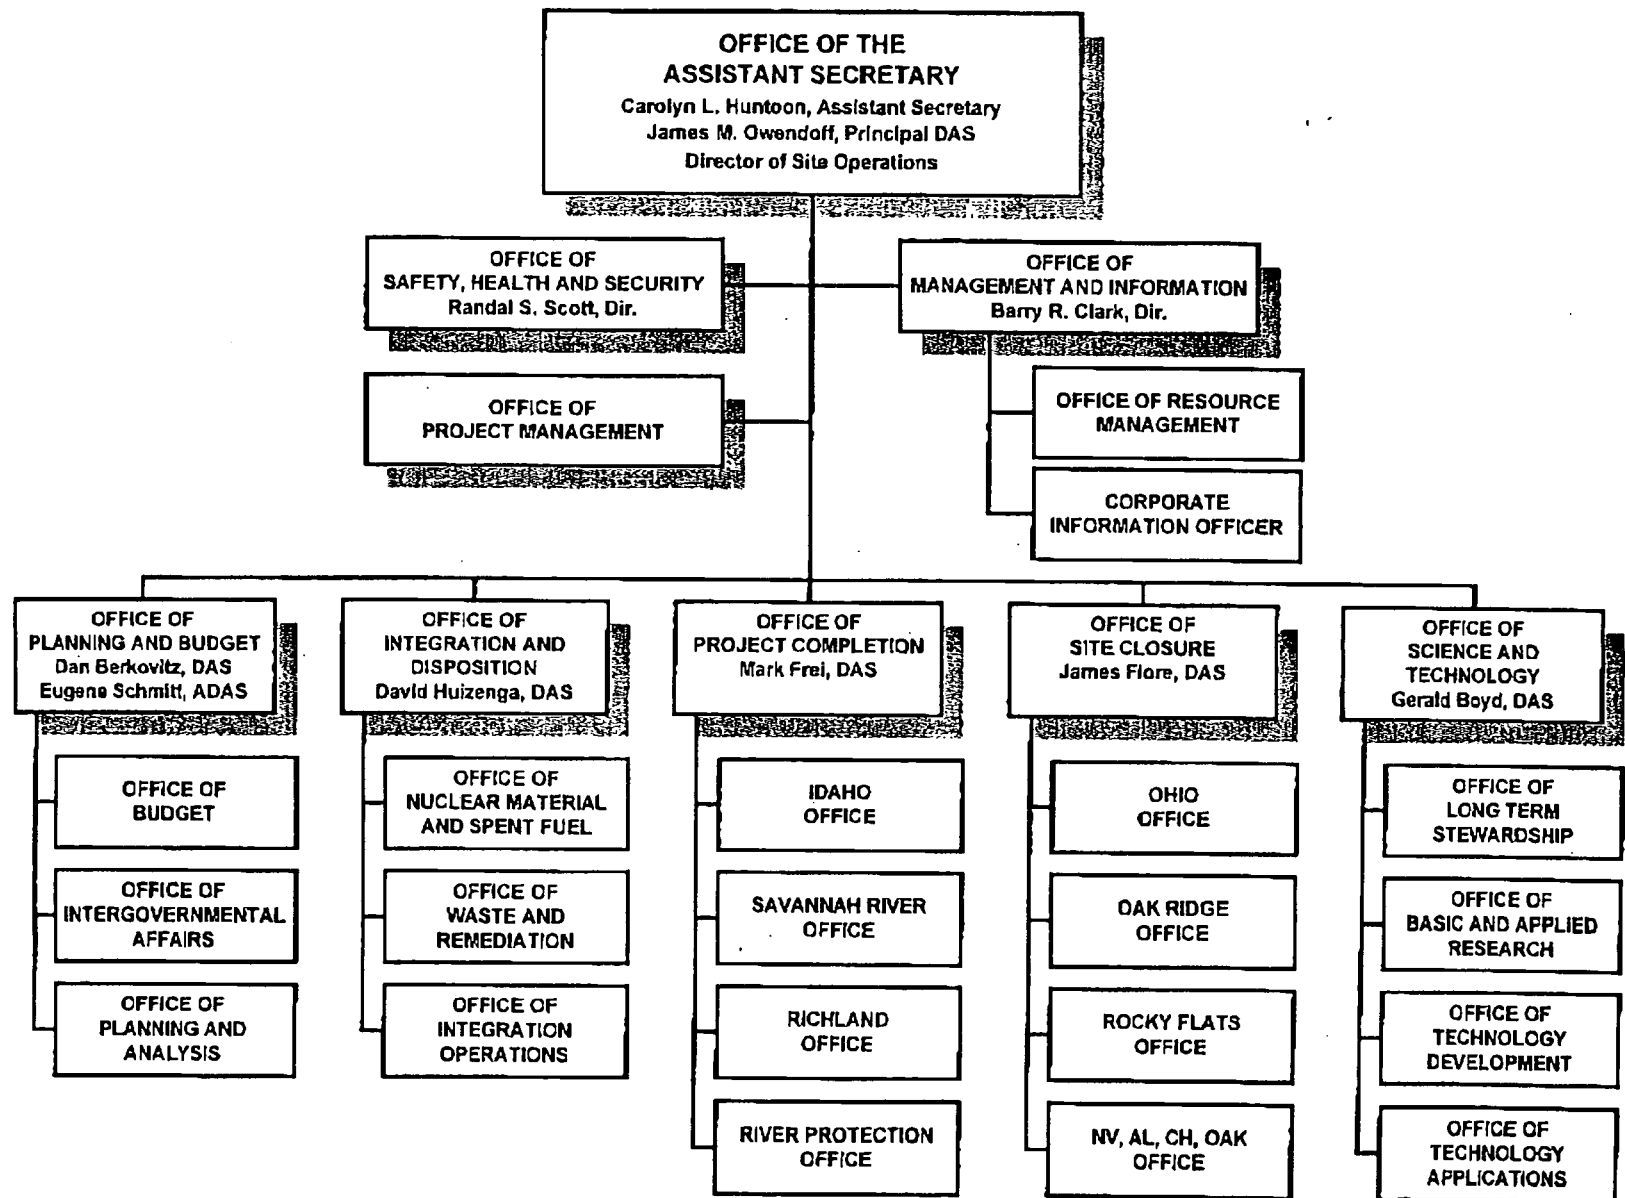 OFFICE OF THE
ASSISTANT SECRETARY
Carolyn L. Huntoon, Assistant Secretary
James M. Owendoff, Principal DAS
Director of Site Operations
OFFICE OF
SAFETY, HEALTH AND SECURITY
Randal S. Scott, Dir.
OFFICE OF
MANAGEMENT AND INFORMATION
Barry R. Clark, Dir.
OFFICE OF
PROJECT MANAGEMENT
OFFICE OF RESOURCE
MANAGEMENT
CORPORATE
INFORMATION OFFICER
OFFICE OF
PLANNING AND BUDGET
Dan Berkovitz, DAS
Eugene Schmitt, ADAS
OFFICE OF
BUDGET
OFFICE OF
INTERGOVERNMENTAL
AFFAIRS
OFFICE OF
PLANNING AND
ANALYSIS
OFFICE OF
INTEGRATION AND
DISPOSITION
David Huizenga, DAS
OFFICE OF
NUCLEAR MATERIAL
AND SPENT FUEL
OFFICE OF
WASTE AND
REMEDIATION
OFFICE OF
INTEGRATION
OPERATIONS
OFFICE OF
PROJECT COMPLETION
Mark Frei, DAS
IDAHO
OFFICE
SAVANNAH RIVER
OFFICE
RICHLAND
OFFICE
RIVER PROTECTION
OFFICE
OFFICE OF
SITE CLOSURE
James Fiore, DAS
OHIO
OFFICE
OAK RIDGE
OFFICE
ROCKY FLATS
OFFICE
NV, AL, CH, OAK
OFFICE
OFFICE OF
SCIENCE AND
TECHNOLOGY
Gerald Boyd, DAS
OFFICE OF
LONG TERM
STEWARDSHIP
OFFICE OF
BASIC AND APPLIED
RESEARCH
OFFICE OF
TECHNOLOGY
DEVELOPMENT
OFFICE OF
TECHNOLOGY
APPLICATIONS